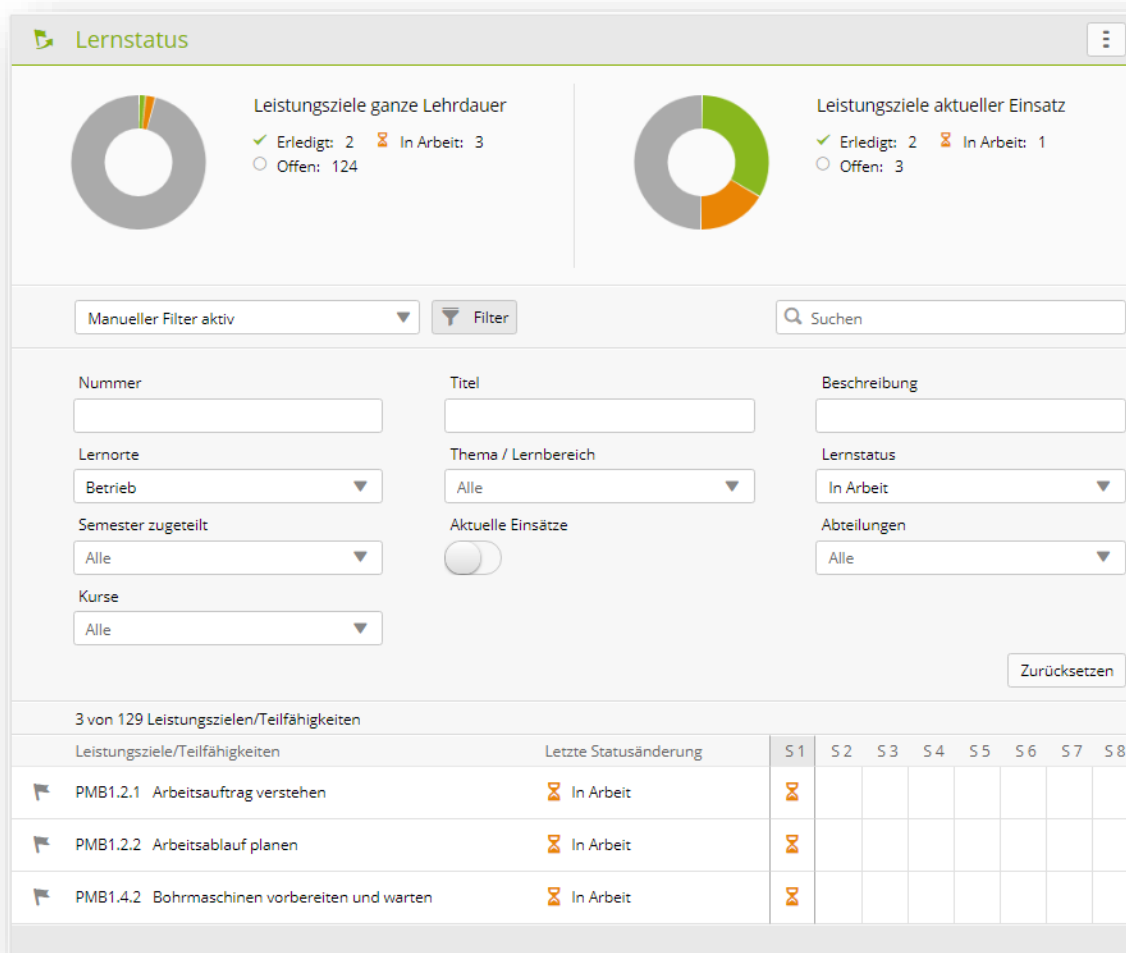 Lernstatus
Leistungsziele ganze Lehrdauer
Erledigt: 2 In Arbeit: 3
Offen: 124
Leistungsziele aktueller Einsatz
Erledigt: 2 In Arbeit: 1
Offen: 3
Manueller Filter aktiv Filter Suchen
Nummer Titel Beschreibung
Lernorte Thema / Lernbereich Lernstatus
Betrieb Alle In Arbeit
Semester zugeteilt Aktuelle Einsätze Abteilungen
Alle Alle
Kurse
Alle
Zurücksetzen
3 von 129 Leistungszielen/Teilfähigkeiten
Leistungsziele/Teilfähigkeiten Letzte Statusänderung S 1 S 2 S 3 S 4 S 5 S 6 S 7 S 8
PMB1.2.1 Arbeitsauftrag verstehen In Arbeit
PMB1.2.2 Arbeitsablauf planen In Arbeit
PMB1.4.2 Bohrmaschinen vorbereiten und warten In Arbeit